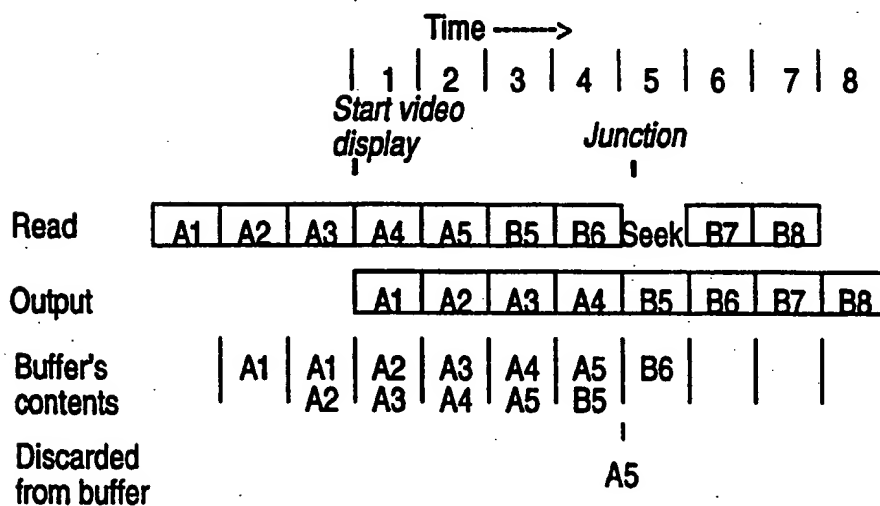 Time ------>
1 2 3 4 5 6 7 8
Start video
display
Junction
Read A1 A2 A3 A4 A5 B5 B6 Seek B7 B8
Output A1 A2 A3 A4 B5 B6 B7 B8
Buffer's
contents
A1 A1 A2 A3 A4 A5 B6
A2 A3 A4 A5 B5
Discarded
from buffer
A5